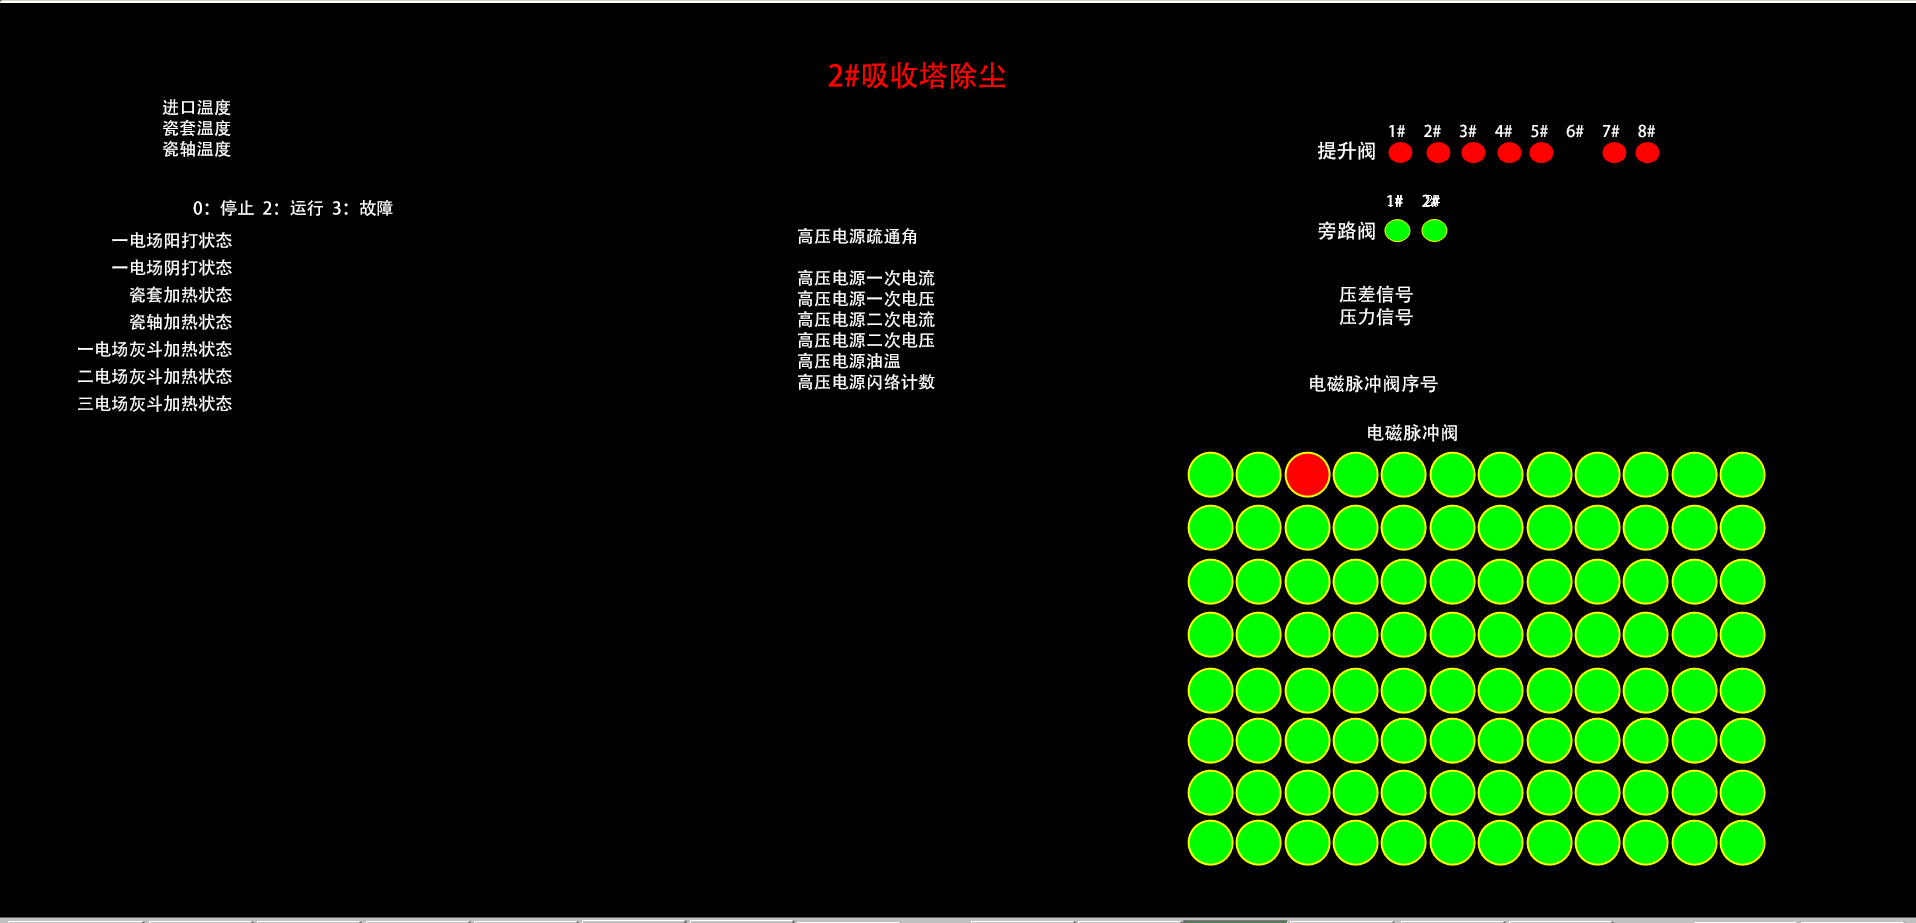 2#吸收塔除尘
进口温度
瓷套温度
瓷轴温度
0：停止 2：运行 3：故障
一电场阳打状态
一电场阴打状态
瓷套加热状态
瓷轴加热状态
一电场灰斗加热状态
二电场灰斗加热状态
三电场灰斗加热状态
高压电源疏通角
高压电源一次电流
高压电源一次电压
高压电源二次电流
高压电源二次电压
高压电源油温
高压电源闪络计数
1# 2# 3# 4# 5# 6# 7# 8#
提升阀
1# 2#
旁路阀
压差信号
压力信号
电磁脉冲阀序号
电磁脉冲阀